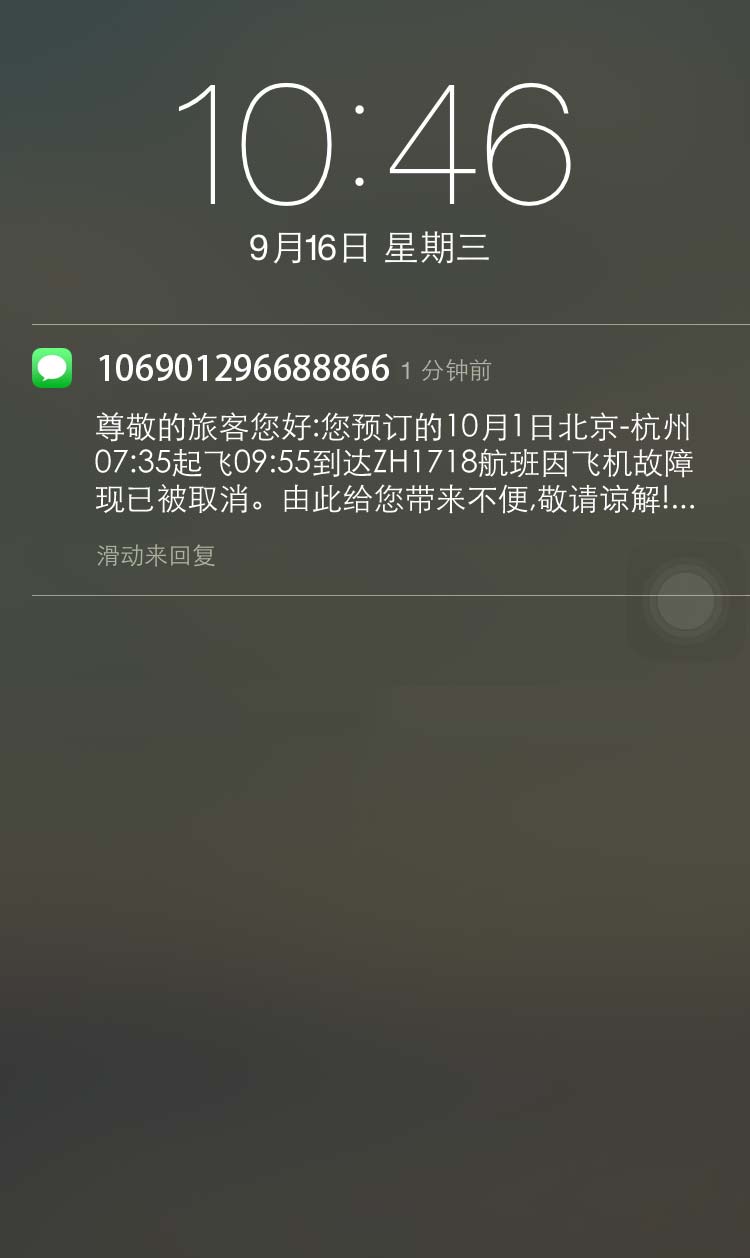 10:46
9月16日 星期三
106901296688866 1 分钟前
尊敬的旅客您好:您预订的10月1日北京-杭州
07:35起飞09:55到达ZH1718航班因飞机故障
现已被取消。由此给您带来不便,敬请谅解!...
滑动来回复